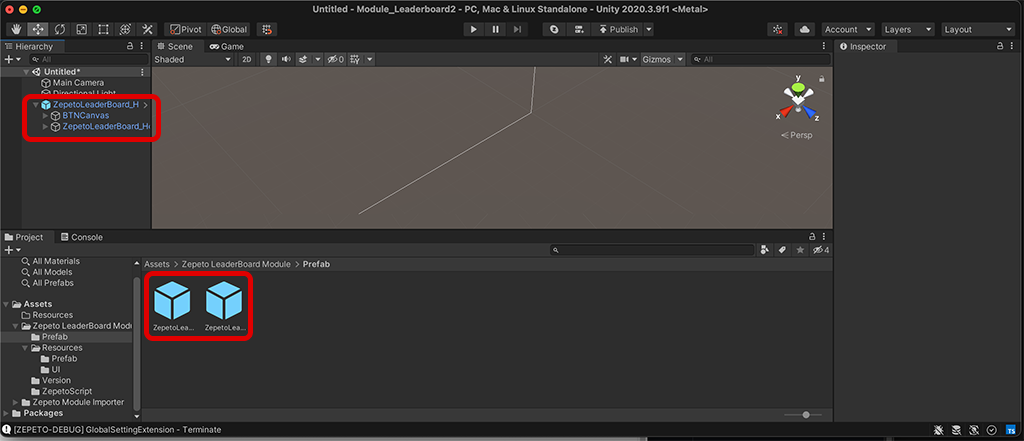 Untitled - Module_Leaderboard2 - PC, Mac & Linux Standalone - Unity 2020.3.9f1 <Metal>
Pivot Global Publish Account Layers Layout
Hierarchy Scene Game Inspector
All Shaded 2D 0 Gizmos All
Untitled*
Main Camera
Directional Light
ZepetoLeaderBoard_H
BTNCanvas
ZepetoLeaderBoard_Ho
y
x z
Persp
Project Console
4
All Materials
All Models
All Prefabs
Assets > Zepeto LeaderBoard Module > Prefab
Assets
Resources
Zepeto LeaderBoard Modu
Prefab
Resources
Prefab
UI
Version
ZepetoScript
Zepeto Module Importer
Packages
ZepetoLea... ZepetoLea...
[ZEPETO-DEBUG] GlobalSettingExtension - Terminate
TS